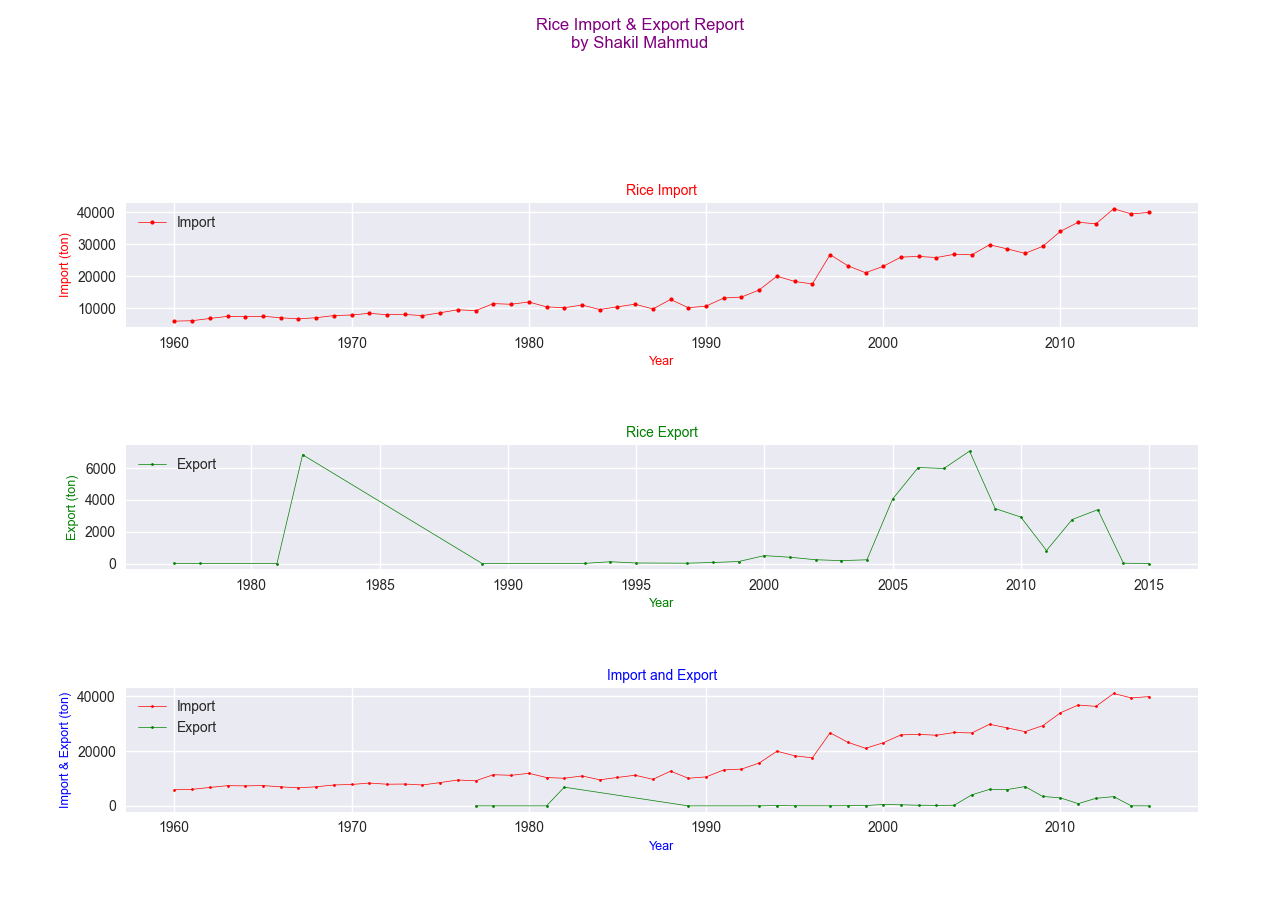 Rice Import & Export Report
by Shakil Mahmud
Rice Import
Import (ton)
40000
30000
20000
10000
Import
1960 1970 1980 1990 2000 2010
Year
Rice Export
Export (ton)
6000
4000
2000
0
Export
1980 1985 1990 1995 2000 2005 2010 2015
Year
Import and Export
Import & Export (ton)
40000
20000
0
Import
Export
1960 1970 1980 1990 2000 2010
Year